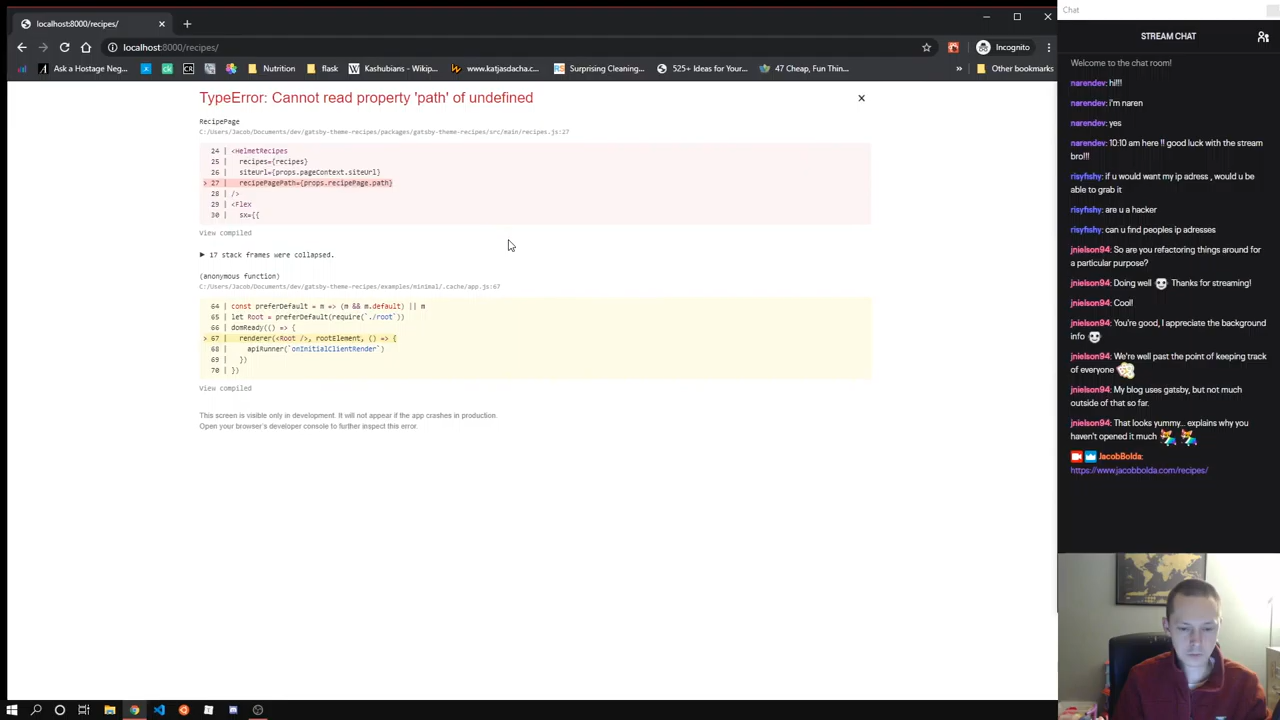 localhost:8000/recipes/
localhost:8000/recipes/
Incognito
Ask a Hostage Neg...
Nutrition
flask
Kashubians - Wikip...
www.katjasdacha.c...
Surprising Cleaning...
525+ Ideas for You...
47 Cheap, Fun Thin...
»
Other bookmarks
TypeError: Cannot read property 'path' of undefined
RecipePage
C:/Users/Jacob/Documents/dev/gatsby-theme-recipes/packages/gatsby-theme-recipes/src/main/recipes.js:27
24 | <HelmetRecipes
25 | recipes={recipes}
26 | siteUrl={props.pageContext.siteUrl}
> 27 | recipePagePath={props.recipePage.path}
28 | />
29 | <Flex
30 | sx={{
View compiled
▶ 17 stack frames were collapsed.
(anonymous function)
C:/Users/Jacob/Documents/dev/gatsby-theme-recipes/examples/minimal/.cache/app.js:67
64 | const preferDefault = m => (m && m.default) || m
65 | let Root = preferDefault(require(`./root`))
66 | domReady(() => {
> 67 | renderer(<Root />, rootElement, () => {
68 | apiRunner(`onInitialClientRender`)
69 | })
70 | })
View compiled
This screen is visible only in development. It will not appear if the app crashes in production.
Open your browser's developer console to further inspect this error.
Chat
STREAM CHAT
Welcome to the chat room!
narendev: hi!!!
narendev: i'm naren
narendev: yes
narendev: 10:10 am here !! good luck with the stream
bro!!!
risyfishy: if u would want my ip adress , would u be
able to grab it
risyfishy: are u a hacker
risyfishy: can u find peoples ip adresses
jnielson94: So are you refactoring things around for
a particular purpose?
jnielson94: Doing well Thanks for streaming!
jnielson94: Cool!
jnielson94: You're good, I appreciate the background
info
jnielson94: We're well past the point of keeping track
of everyone
jnielson94: My blog uses gatsby, but not much
outside of that so far.
jnielson94: That looks yummy... explains why you
haven't opened it much
JacobBolda:
https://www.jacobbolda.com/recipes/